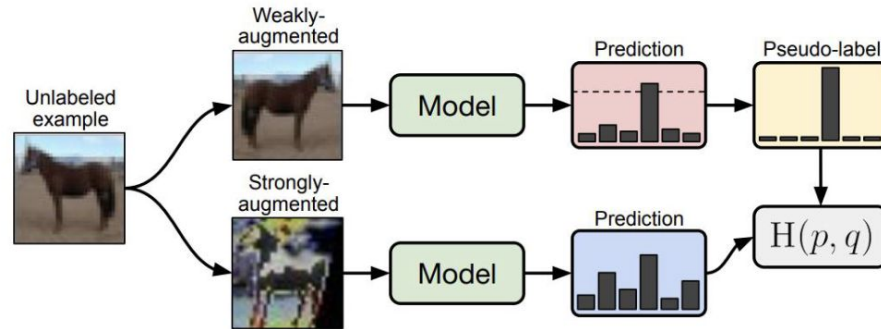 Weakly-
augmented
Prediction
Pseudo-label
Unlabeled
example
Model
Strongly-
augmented
Prediction
Model
H(p, q)